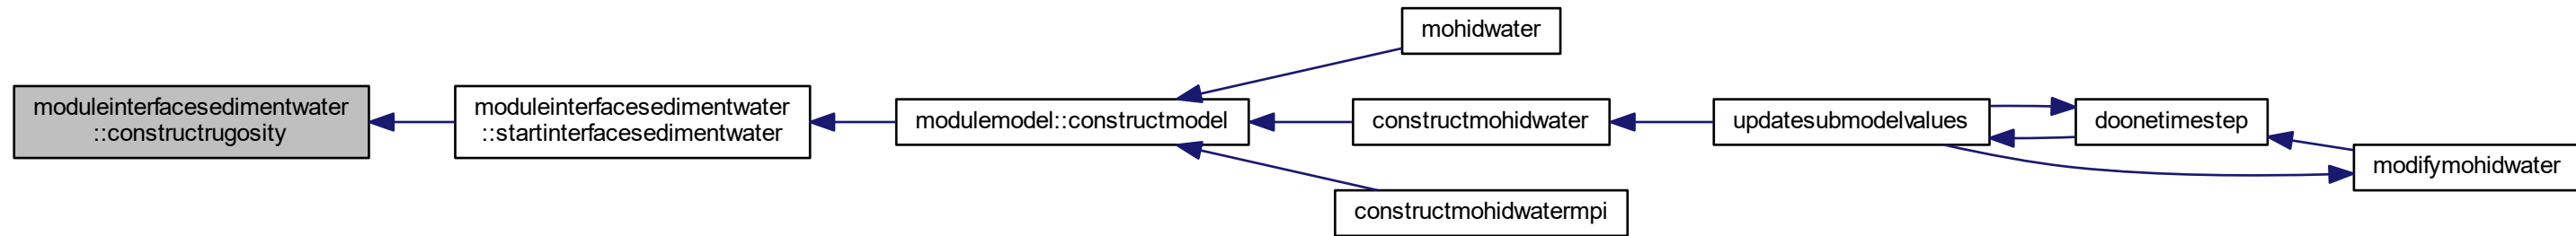 mohidwater
moduleinterfacesedimentwater
::constructrugosity
moduleinterfacesedimentwater
::startinterfacesedimentwater
modulemodel::constructmodel
constructmohidwater
updatesubmodelvalues
doonetimestep
modifymohidwater
constructmohidwatermpi